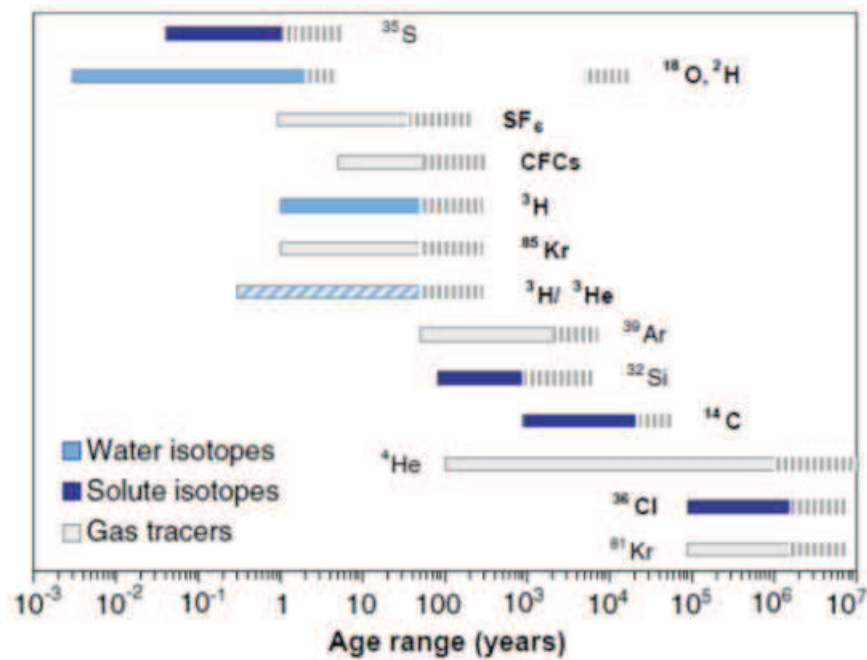 ³⁵S
¹⁸O, ²H
SF₆
CFCs
³H
⁸⁵Kr
³H/ ³He
³⁹Ar
³²Si
¹⁴C
⁴He
³⁶Cl
⁸¹Kr
Water isotopes
Solute isotopes
Gas tracers
10⁻³ 10⁻² 10⁻¹ 1 10 100 10³ 10⁴ 10⁵ 10⁶ 10⁷
Age range (years)